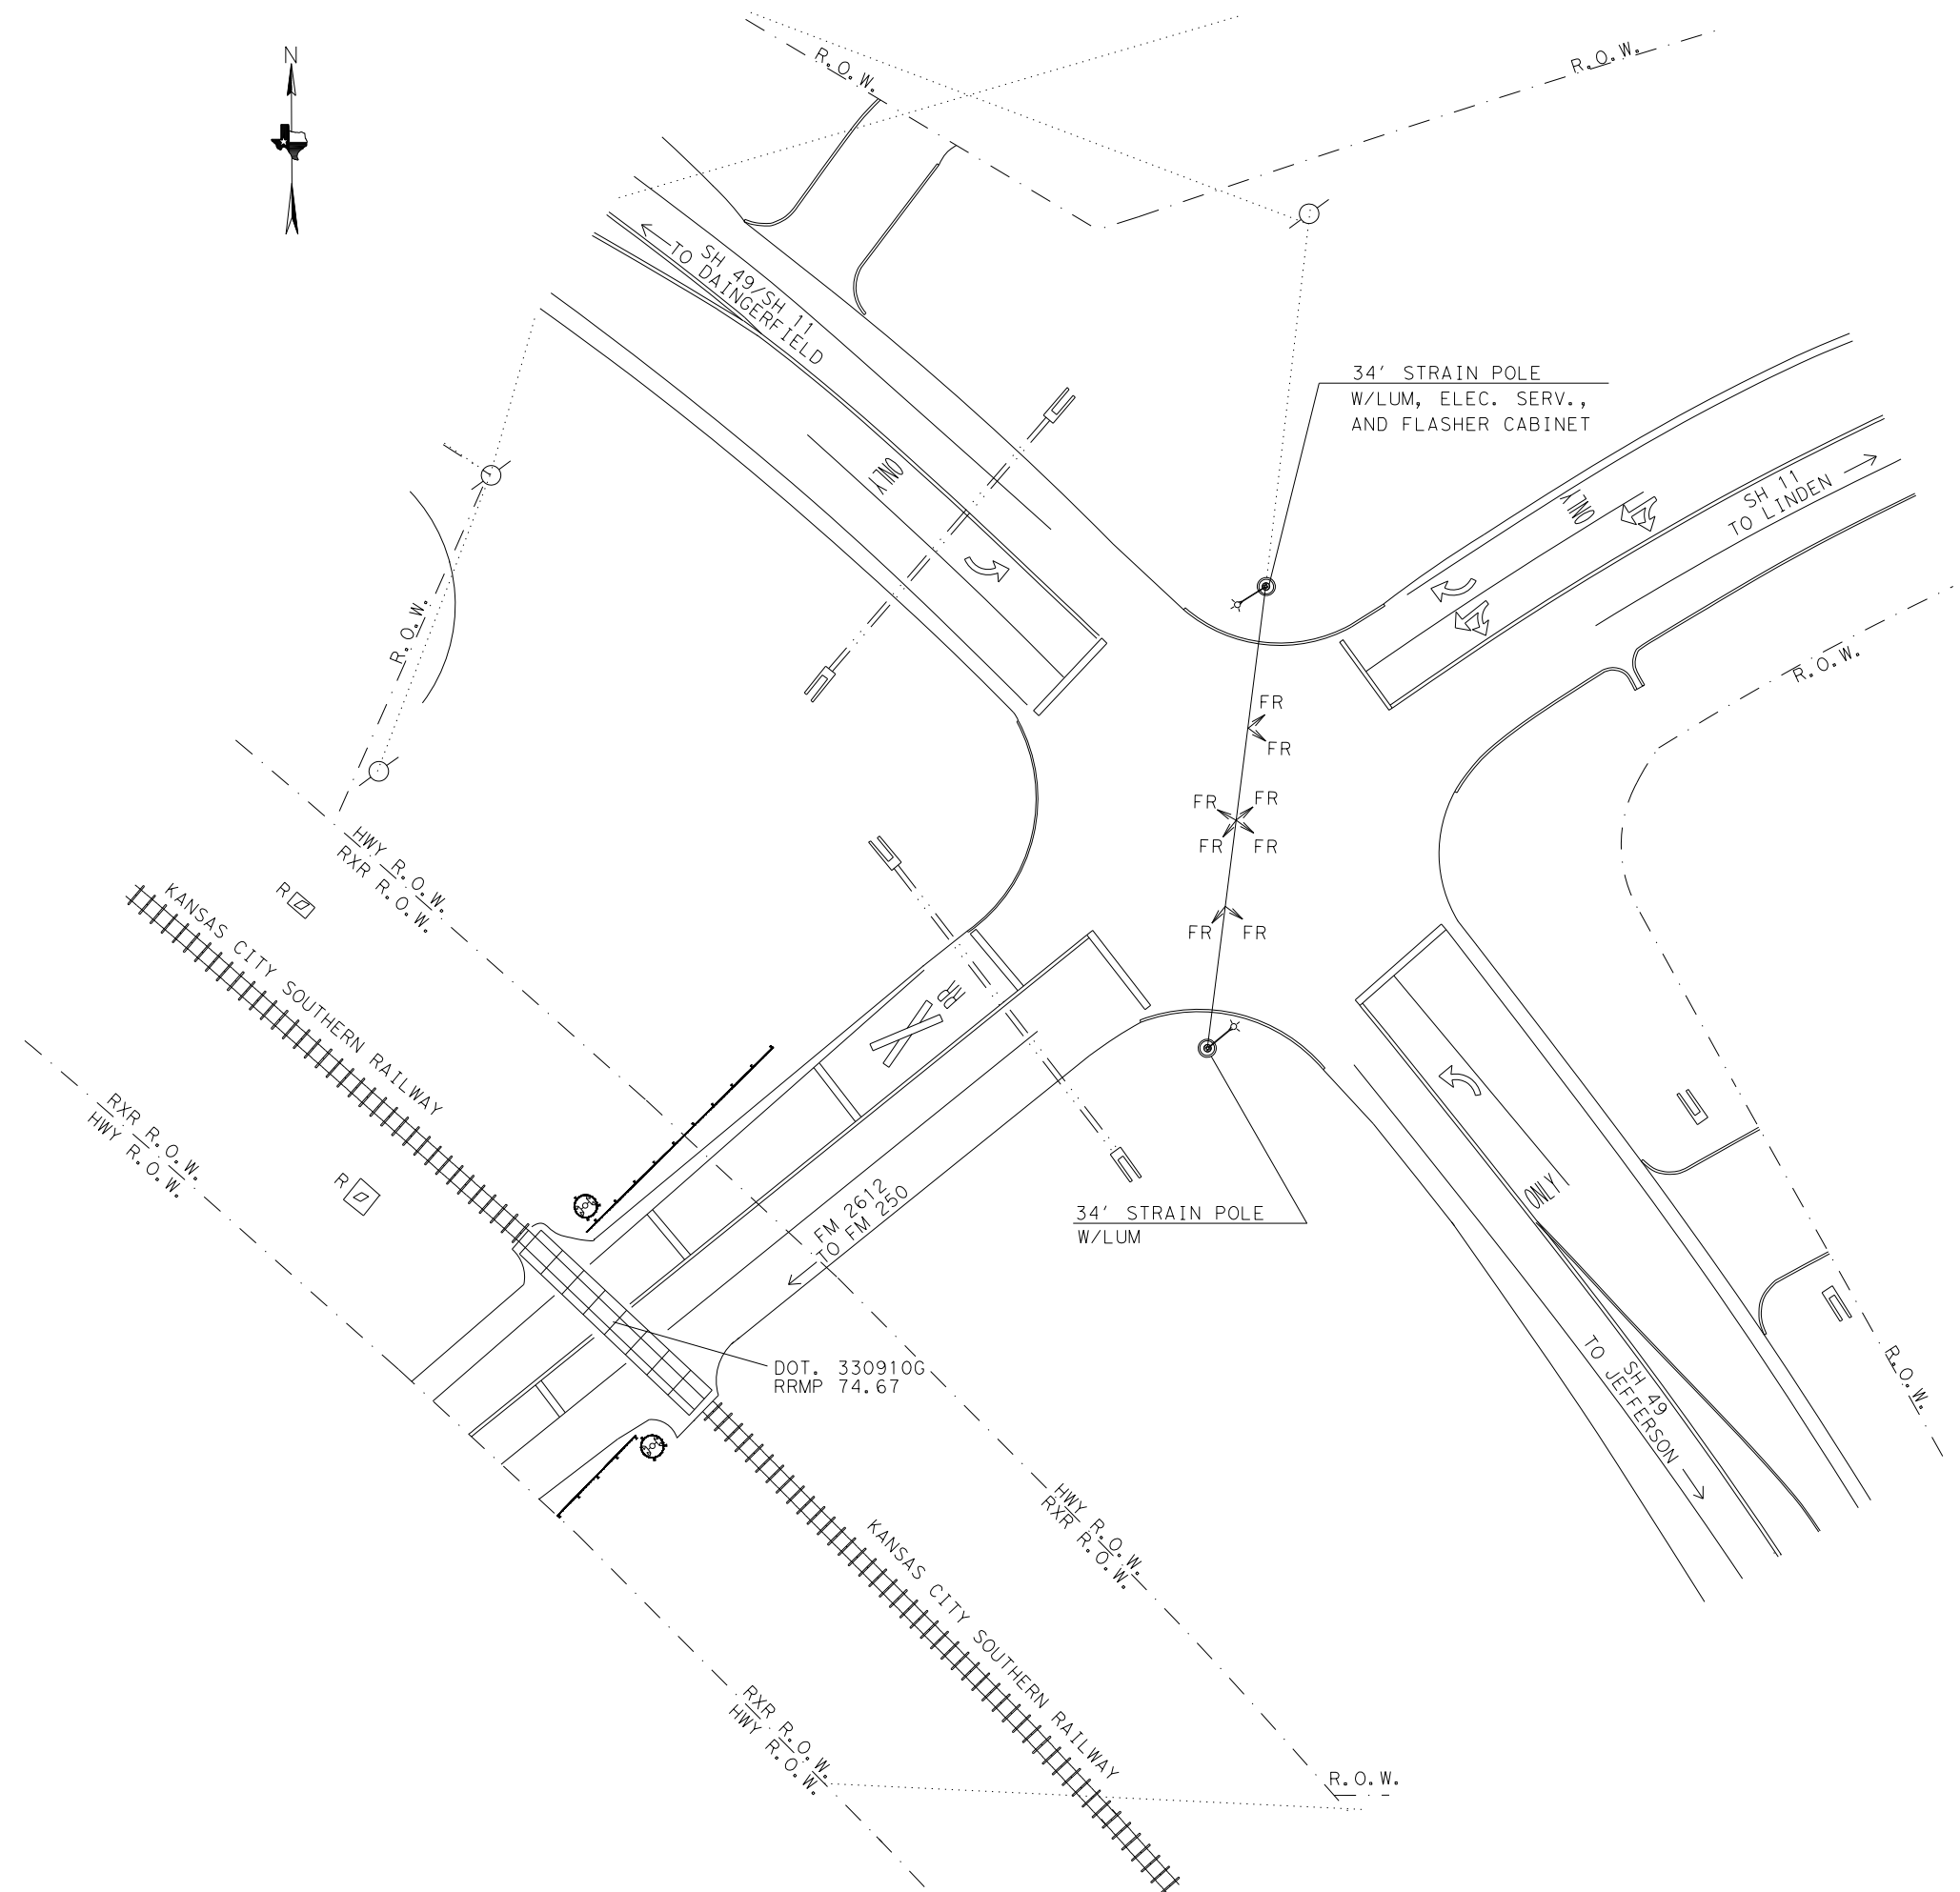 N
R.O.W.
R.O.W.
SH 49/SH 11
TO DAINGERFIELD
34' STRAIN POLE
W/LUM, ELEC. SERV.,
AND FLASHER CABINET
ONLY
ONLY
SH 11
TO LINDEN
R.O.W.
R.O.W.
FR
FR
FR
FR
FR
FR
FR
FR
HWY R.O.W.
RXR R.O.W.
R
KANSAS CITY SOUTHERN RAILWAY
RR
RXR R.O.W.
HWY R.O.W.
R
ONLY
FM 2612
TO FM 250
34' STRAIN POLE
W/LUM
DOT. 330910G
RRMP 74.67
SH 49
TO JEFFERSON
R.O.W.
HWY R.O.W.
RXR R.O.W.
KANSAS CITY SOUTHERN RAILWAY
RXR R.O.W.
HWY R.O.W.
R.O.W.